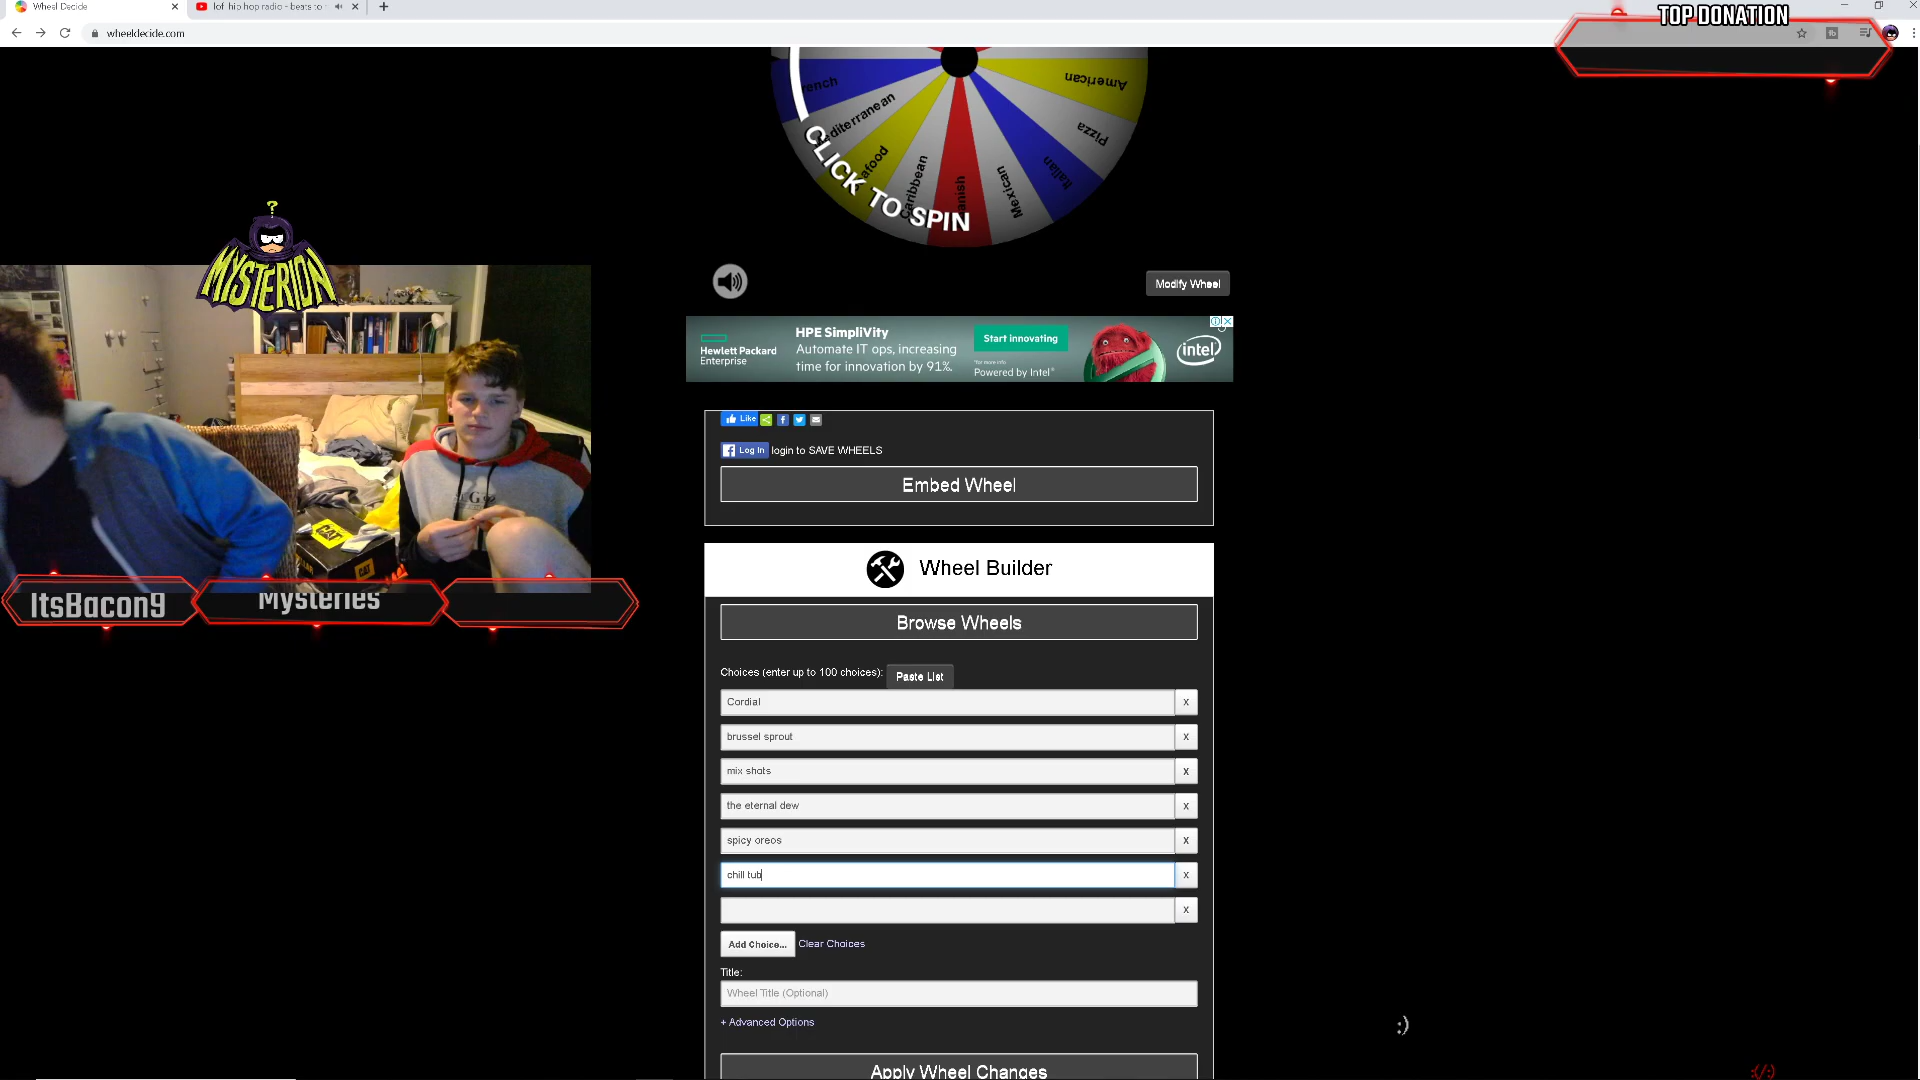 Wheel Decide
lofi hip hop radio - beats to
TOP DONATION
wheeldecide.com
American
Pizza
Italian
Mexican
Caribbean
CLICK TO SPIN
MYSTERION
?
Modify Wheel
Hewlett Packard
Enterprise
HPE SimpliVity
Automate IT ops, increasing
time for innovation by 91%.
Start innovating
Powered by Intel®
intel
Like
Log In login to SAVE WHEELS
Embed Wheel
CAT
CAT
ItsBacon9
Mysteries
Wheel Builder
Browse Wheels
Choices (enter up to 100 choices): Paste List
Cordial X
brussel sprout X
mix shots X
the eternal dew X
spicy oreos X
chill tub X
X
Add Choice... Clear Choices
Title:
Wheel Title (Optional)
+ Advanced Options
Apply Wheel Changes
:)
:(/:)